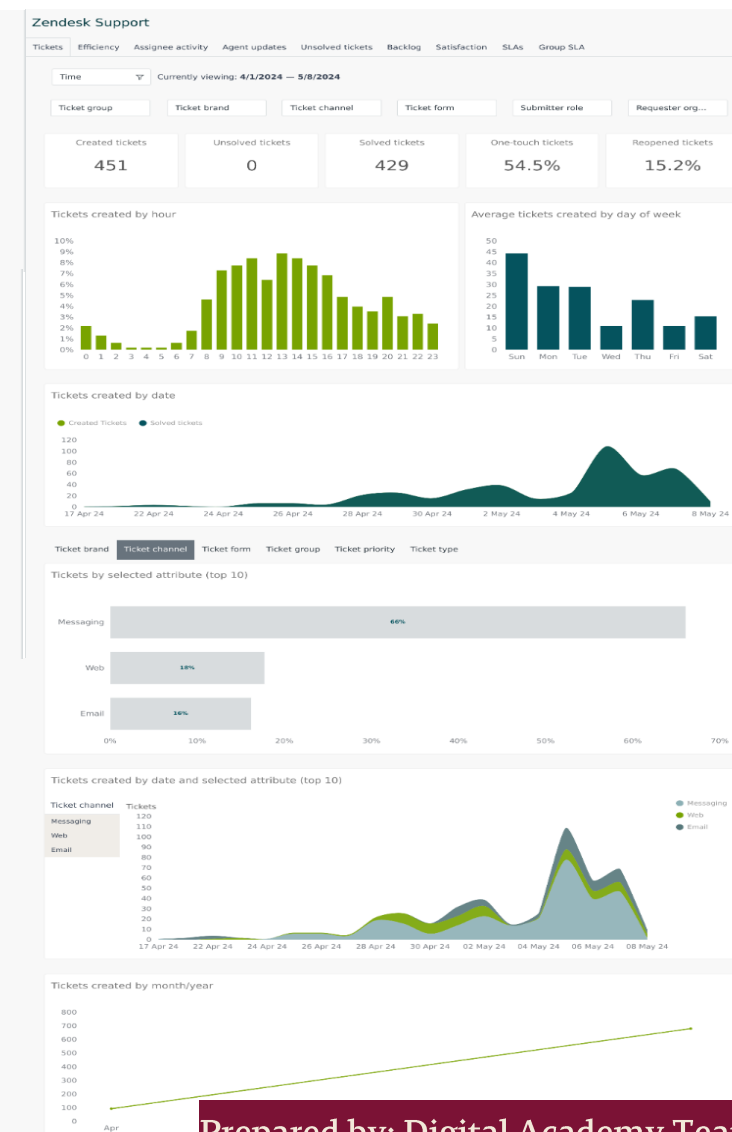 Zendesk Support
Tickets Efficiency Assignee activity Agent updates Unsolved tickets Backlog Satisfaction SLAs Group SLA
Time Currently viewing: 4/1/2024 — 5/8/2024
Ticket group Ticket brand Ticket channel Ticket form Submitter role Requester org...
Created tickets Unsolved tickets Solved tickets One-touch tickets Reopened tickets
451 0 429 54.5% 15.2%
Tickets created by hour
10%
9%
8%
7%
6%
5%
4%
3%
2%
1%
0%
0 1 2 3 4 5 6 7 8 9 10 11 12 13 14 15 16 17 18 19 20 21 22 23
Average tickets created by day of week
50
45
40
35
30
25
20
15
10
5
0
Sun Mon Tue Wed Thu Fri Sat
Tickets created by date
Created Tickets Solved tickets
120
100
80
60
40
20
0
17 Apr 24 22 Apr 24 24 Apr 24 26 Apr 24 28 Apr 24 30 Apr 24 2 May 24 4 May 24 6 May 24 8 May 24
Ticket brand Ticket channel Ticket form Ticket group Ticket priority Ticket type
Tickets by selected attribute (top 10)
Messaging 66%
Web 18%
Email 16%
0% 10% 20% 30% 40% 50% 60% 70%
Tickets created by date and selected attribute (top 10)
Ticket channel
Messaging
Web
Email
Tickets
120
110
100
90
80
70
60
50
40
30
20
10
0
17 Apr 24 22 Apr 24 24 Apr 24 26 Apr 24 28 Apr 24 30 Apr 24 02 May 24 04 May 24 06 May 24 08 May 24
Messaging
Web
Email
Tickets created by month/year
800
700
600
500
400
300
200
100
0
Apr
Prepared by: Digital Academy Tea